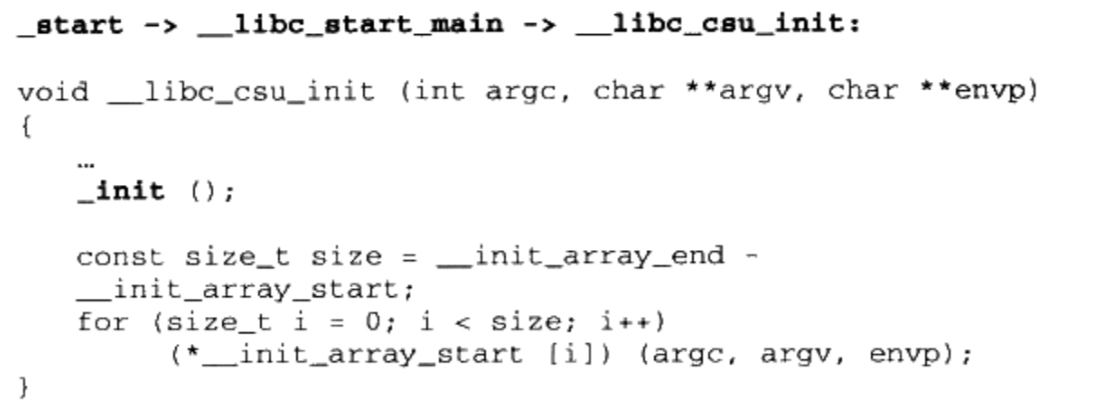 _start -> __libc_start_main -> __libc_csu_init:
void __libc_csu_init (int argc, char **argv, char **envp)
{
…
_init ();
const size_t size = __init_array_end -
__init_array_start;
for (size_t i = 0; i < size; i++)
(*__init_array_start [i]) (argc, argv, envp);
}